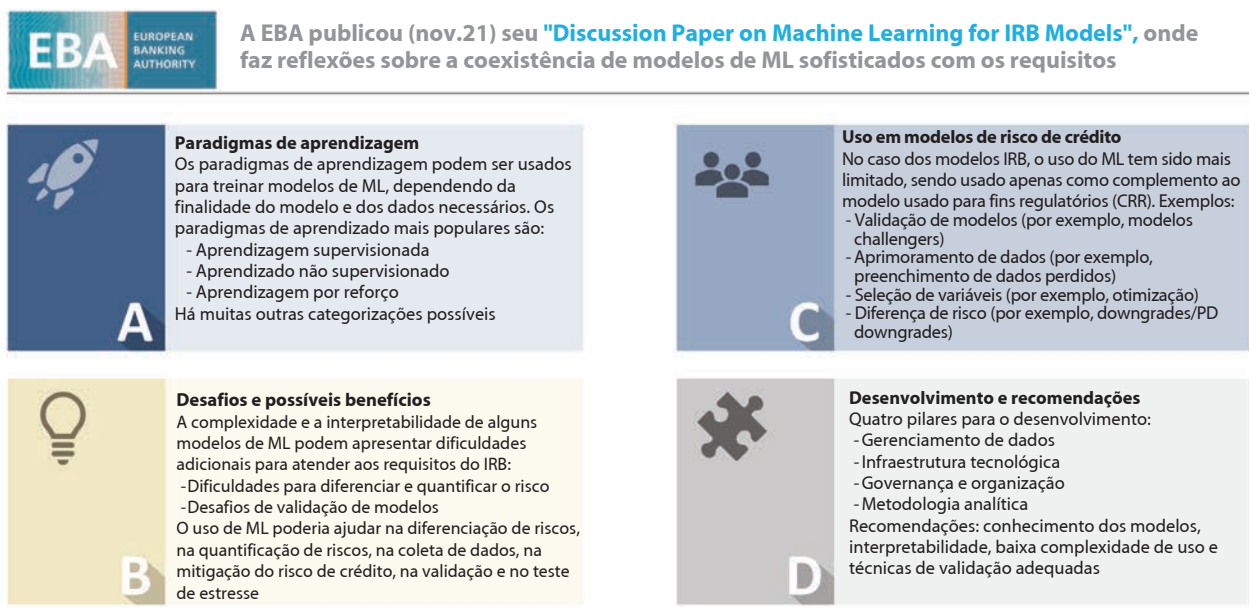 EBA
EUROPEAN
BANKING
AUTHORITY
A EBA publicou (nov.21) seu "Discussion Paper on Machine Learning for IRB Models", onde
faz reflexões sobre a coexistência de modelos de ML sofisticados com os requisitos
A
Paradigmas de aprendizagem
Os paradigmas de aprendizagem podem ser usados
para treinar modelos de ML, dependendo da
finalidade do modelo e dos dados necessários. Os
paradigmas de aprendizado mais populares são:
- Aprendizagem supervisionada
- Aprendizado não supervisionado
- Aprendizagem por reforço
Há muitas outras categorizações possíveis
B
Desafios e possíveis benefícios
A complexidade e a interpretabilidade de alguns
modelos de ML podem apresentar dificuldades
adicionais para atender aos requisitos do IRB:
-Dificuldades para diferenciar e quantificar o risco
-Desafios de validação de modelos
O uso de ML poderia ajudar na diferenciação de riscos,
na quantificação de riscos, na coleta de dados, na
mitigação do risco de crédito, na validação e no teste
de estresse
C
Uso em modelos de risco de crédito
No caso dos modelos IRB, o uso do ML tem sido mais
limitado, sendo usado apenas como complemento ao
modelo usado para fins regulatórios (CRR). Exemplos:
- Validação de modelos (por exemplo, modelos
challengers)
- Aprimoramento de dados (por exemplo,
preenchimento de dados perdidos)
- Seleção de variáveis (por exemplo, otimização)
- Diferença de risco (por exemplo, downgrades/PD
downgrades)
D
Desenvolvimento e recomendações
Quatro pilares para o desenvolvimento:
- Gerenciamento de dados
- Infraestrutura tecnológica
- Governança e organização
- Metodologia analítica
Recomendações: conhecimento dos modelos,
interpretabilidade, baixa complexidade de uso e
técnicas de validação adequadas